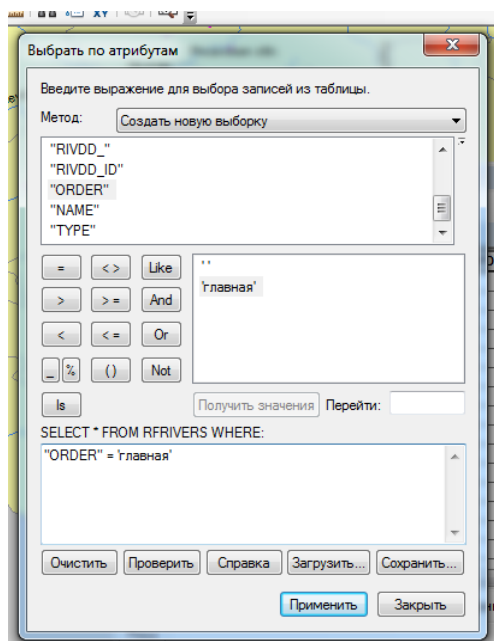 XY
Выбрать по атрибутам
Введите выражение для выбора записей из таблицы.
Метод: Создать новую выборку
"RIVDD_"
"RIVDD_ID"
"ORDER"
"NAME"
"TYPE"
= < > Like ' '
> > = And 'главная'
< < = Or
_ % ( ) Not
Is Получить значения Перейти:
SELECT * FROM RFRIVERS WHERE:
"ORDER" = 'главная'
Очистить Проверить Справка Загрузить... Сохранить...
Применить Закрыть